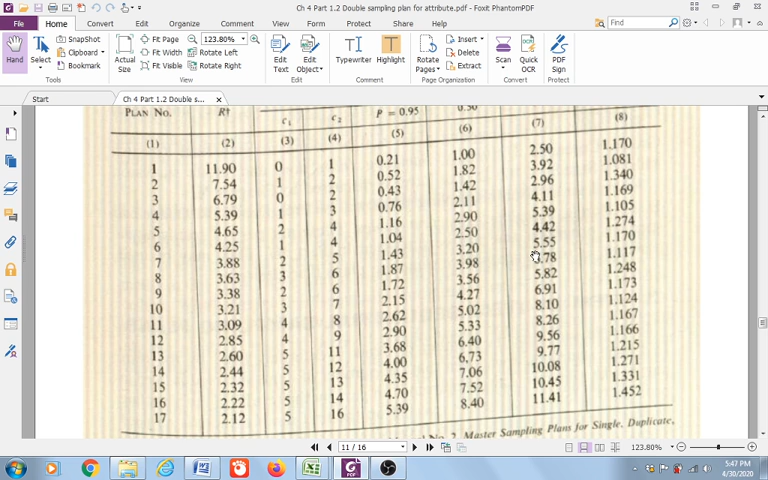 Ch 4 Part 1.2 Double sampling plan for attribute.pdf - Foxit PhantomPDF
File Home Edit Organize Comment View Form Protect Share Help Find
Hand Select SnapShot Clipboard Bookmark Actual Size Fit Page Fit Width Fit Visible 123.80% Rotate Left Rotate Right Edit Text Edit Object Typewriter Highlight Rotate Pages Insert Delete Extract Scan Quick OCR PDF Sign
Tools View Edit Comment Page Organization Convert Protect
Start Ch 4 Part 1.2 Double s...
PLAN NO. R† c1 c2 P = 0.95 0.50
(1) (2) (3) (4) (5) (6) (7) (8)
1 11.90 0 1 0.21 1.00 2.50 1.170
2 7.54 1 2 0.52 1.82 3.92 1.081
3 6.79 0 2 0.43 1.42 2.96 1.340
4 5.39 1 3 0.76 2.11 4.11 1.169
5 4.65 2 4 1.16 2.90 5.39 1.105
6 4.25 1 4 1.04 2.50 4.42 1.274
7 3.88 2 5 1.43 3.20 5.55 1.170
8 3.63 3 6 1.87 3.98 .78 1.117
9 3.38 2 6 1.72 3.56 5.82 1.248
10 3.21 3 7 2.15 4.27 6.91 1.173
11 3.09 4 8 2.62 5.02 8.10 1.124
12 2.85 4 9 2.90 5.33 8.26 1.167
13 2.60 5 11 3.68 6.40 9.56 1.166
14 2.44 5 12 4.00 6.73 9.77 1.215
15 2.32 5 13 4.35 7.06 10.08 1.271
16 2.22 5 14 4.70 7.52 10.45 1.331
17 2.12 5 16 5.39 8.40 11.41 1.452
No. 2, Master Sampling Plans for Single, Duplicate,
11 / 16 123.80%
5:47 PM
4/30/2020